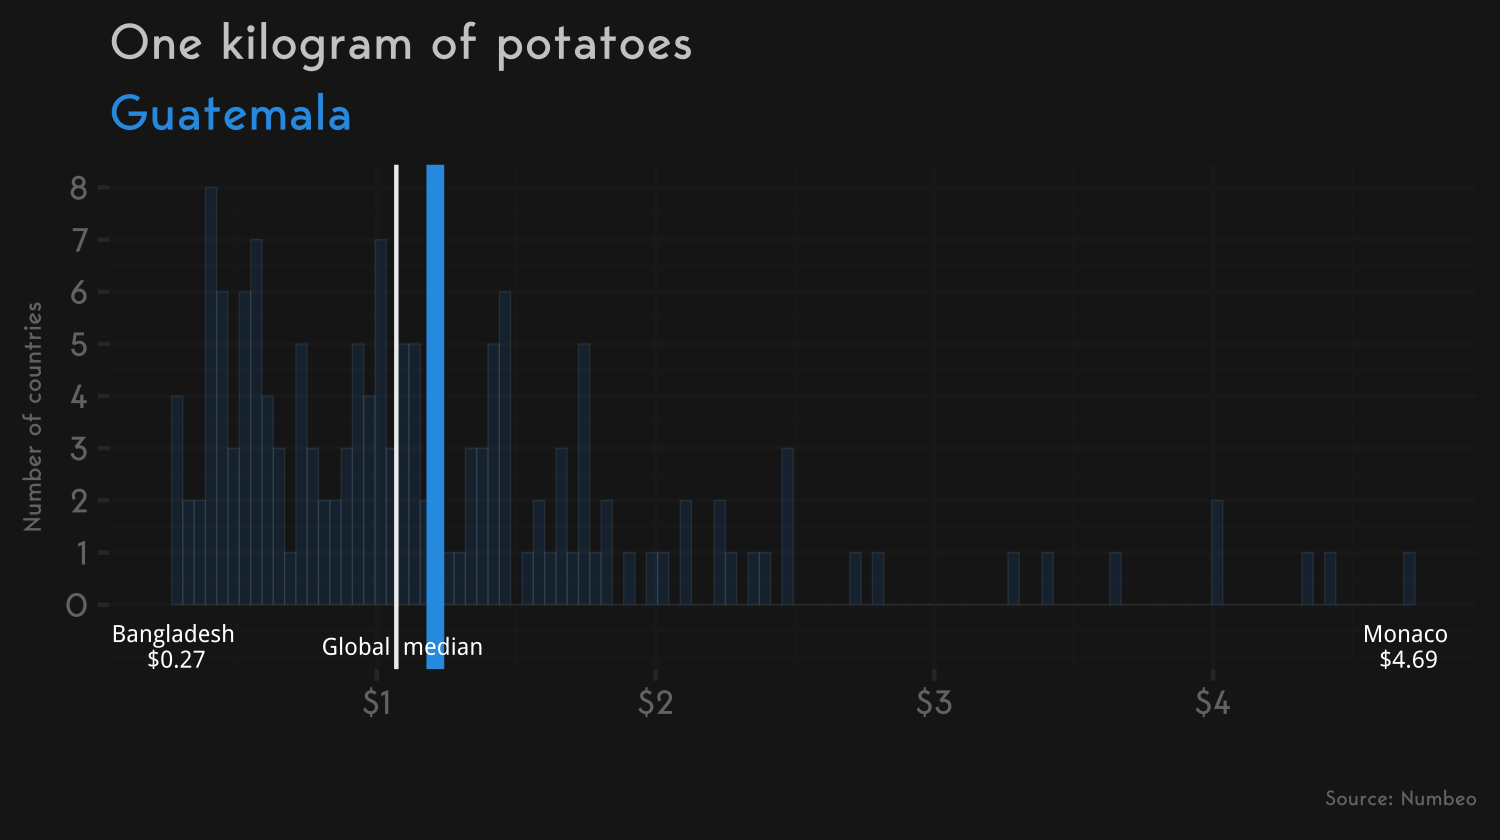 One kilogram of potatoes
Guatemala
Number of countries
8
7
6
5
4
3
2
1
0
Bangladesh
$0.27
Global median
Monaco
$4.69
$1
$2
$3
$4
Source: Numbeo